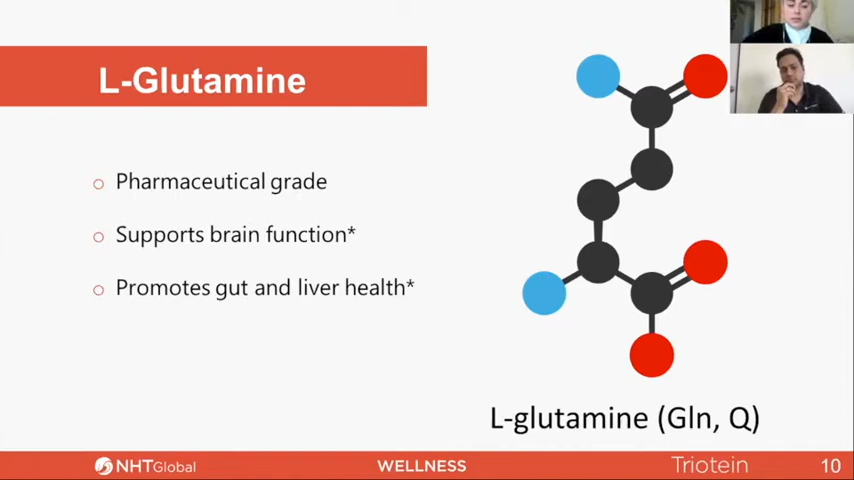 L-Glutamine
Pharmaceutical grade
Supports brain function*
Promotes gut and liver health*
L-glutamine (Gln, Q)
NHTGlobal
WELLNESS
Triotein
10